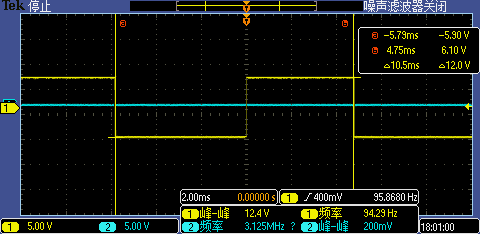 Tek 停止 噪声滤波器关闭
a -5.79ms -5.90 V
b 4.75ms 6.10 V
△10.5ms △12.0 V
1
2.00ms 0.00000 s 1 400mV 95.8680 Hz
1 峰-峰 12.4 V 1 频率 94.29 Hz
1 5.00 V 2 5.00 V 2 频率 3.125MHz ? 2 峰-峰 200mV 18:01:00